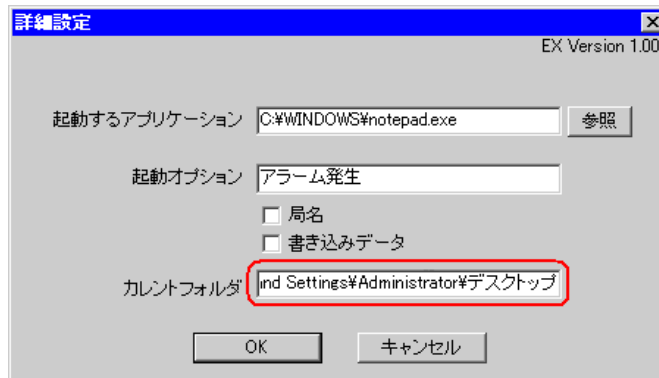 詳細設定
EX Version 1.00
起動するアプリケーション C:¥WINDOWS¥notepad.exe 参照
起動オプション アラーム発生
局名
書き込みデータ
カレントフォルダ and Settings¥Administrator¥デスクトップ
OK キャンセル